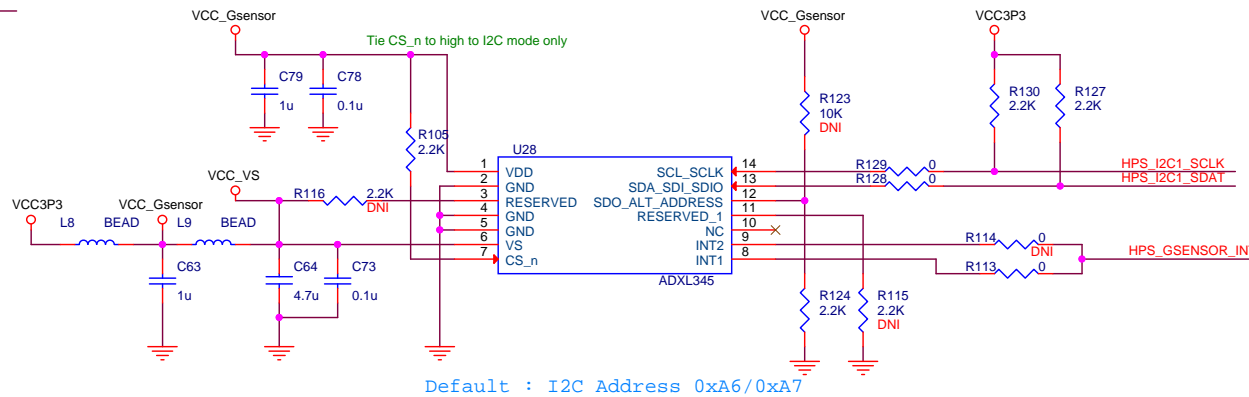 VCC_Gsensor
VCC_Gsensor
VCC3P3
Tie CS_n to high to I2C mode only
C79
1u
C78
0.1u
R105
2.2K
R123
10K
DNI
R130
2.2K
R127
2.2K
U28
1 VDD
2 GND
3 RESERVED
4 GND
5 GND
6 VS
7 CS_n
SCL_SCLK 14
SDA_SDI_SDIO 13
SDO_ALT_ADDRESS 12
RESERVED_1 11
NC 10
INT2 9
INT1 8
ADXL345
R129 0
R128 0
HPS_I2C1_SCLK
HPS_I2C1_SDAT
VCC_VS
R116 2.2K
DNI
VCC3P3
VCC_Gsensor
L8 BEAD
L9 BEAD
C63
1u
C64
4.7u
C73
0.1u
R114 0
DNI
R113 0
HPS_GSENSOR_INT
R124
2.2K
R115
2.2K
DNI
Default : I2C Address 0xA6/0xA7